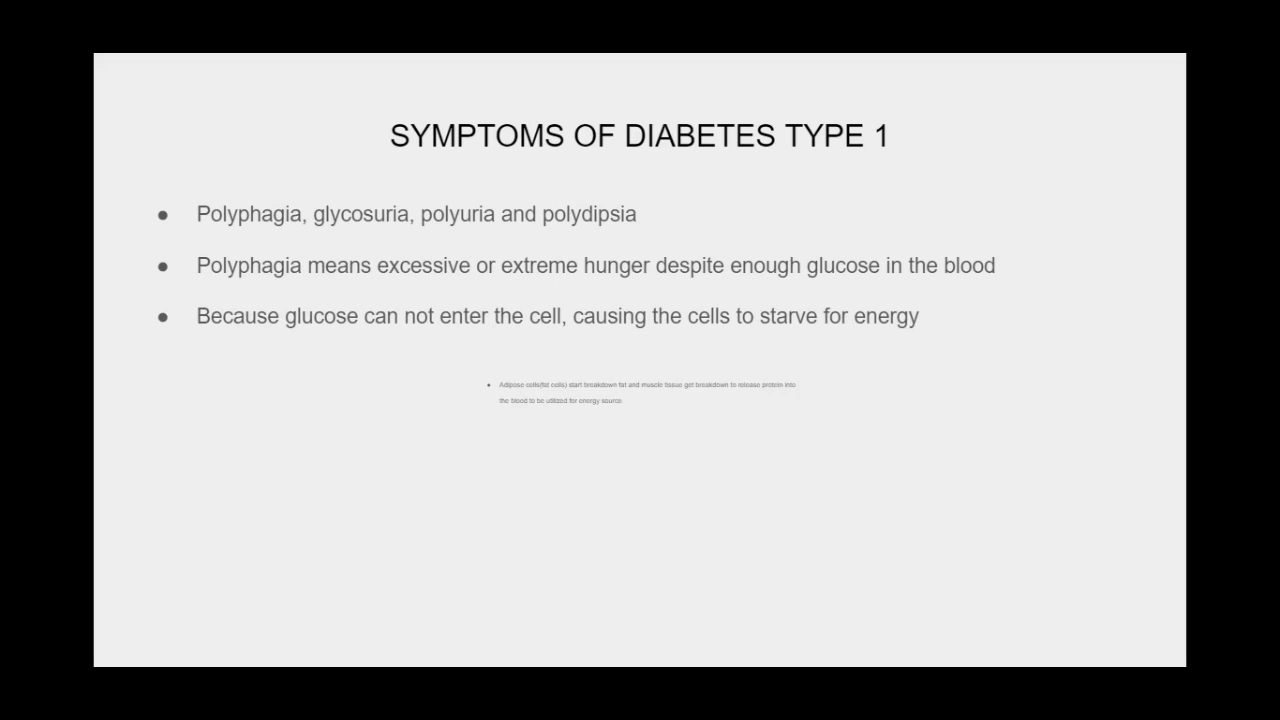 SYMPTOMS OF DIABETES TYPE 1
● Polyphagia, glycosuria, polyuria and polydipsia
● Polyphagia means excessive or extreme hunger despite enough glucose in the blood
● Because glucose can not enter the cell, causing the cells to starve for energy
● Adipose cells(fat cells) start breakdown fat and muscle tissue get breakdown to release protein into
the blood to be utilized for energy source